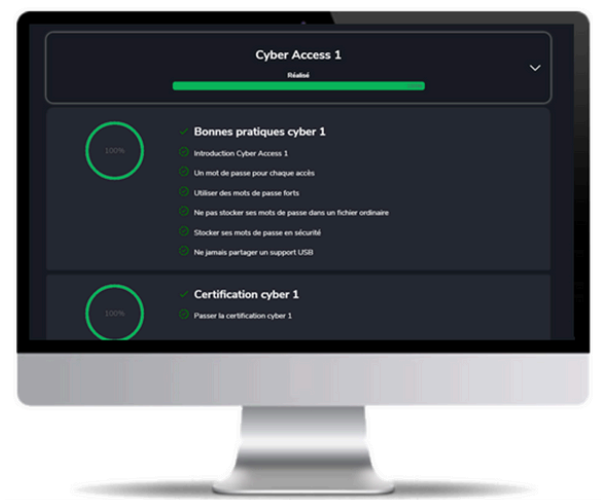 Cyber Access 1
Réalisé
Bonnes pratiques cyber 1
100%
Introduction Cyber Access 1
Un mot de passe pour chaque accès
Utiliser des mots de passe forts
Ne pas stocker ses mots de passe dans un fichier ordinaire
Stocker ses mots de passe en sécurité
Ne jamais partager un support USB
Certification cyber 1
100%
Passer la certification cyber 1